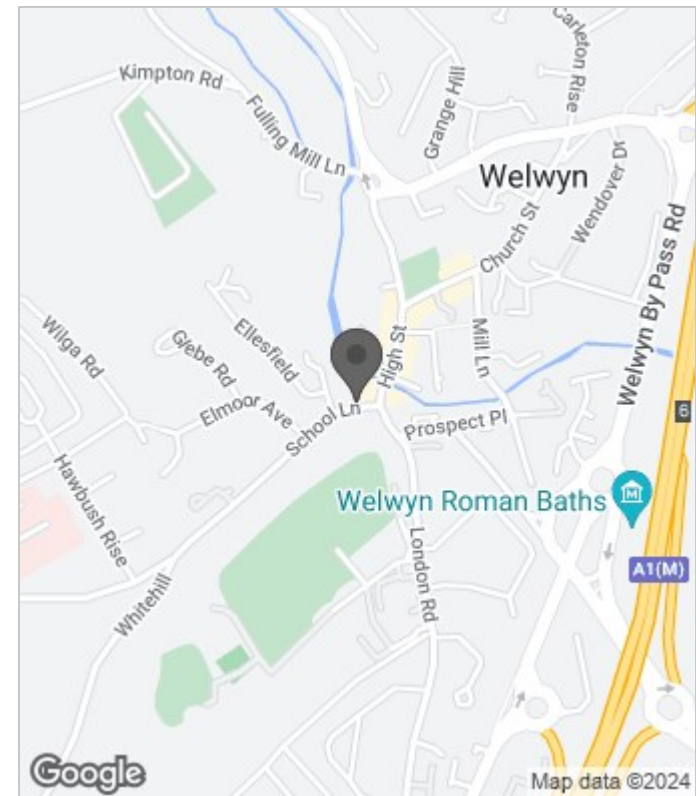 Carleton Rise
Kimpton Rd
Grange Hill
Fulling Mill Ln
Welwyn
Wendover Dr
Church St
Welwyn By Pass Rd
Wilga Rd
Ellesfield
Glebe Rd
High St
Mill Ln
Elmoor Ave
School Ln
Prospect Pl
6
Hawbush Rise
Welwyn Roman Baths
London Rd
A1(M)
Whitehill
Google
Map data ©2024